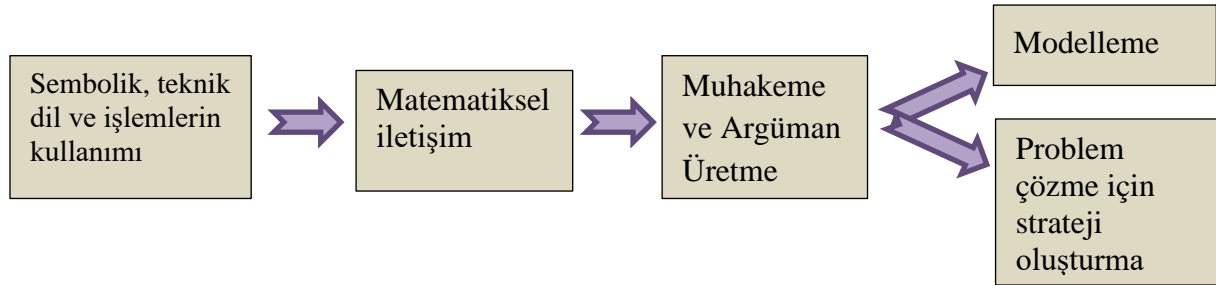 Sembolik, teknik
dil ve işlemlerin
kullanımı
Matematiksel
iletişim
Muhakeme
ve Argüman
Üretme
Modelleme
Problem
çözme için
strateji
oluşturma